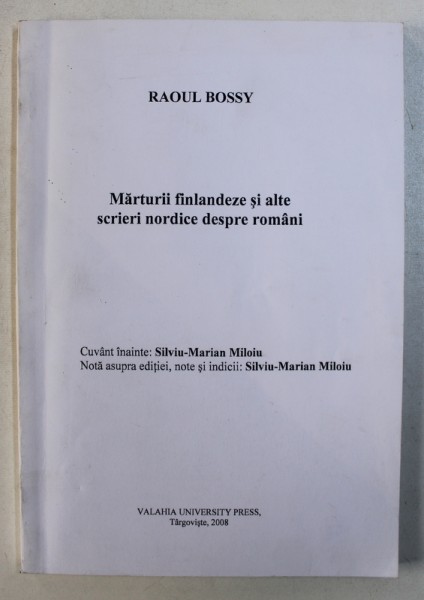 RAOUL BOSSY
Mărturii finlandeze şi alte
scrieri nordice despre români
Cuvânt înainte: Silviu-Marian Miloiu
Notă asupra ediţiei, note şi indicii: Silviu-Marian Miloiu
VALAHIA UNIVERSITY PRESS,
Târgovişte, 2008